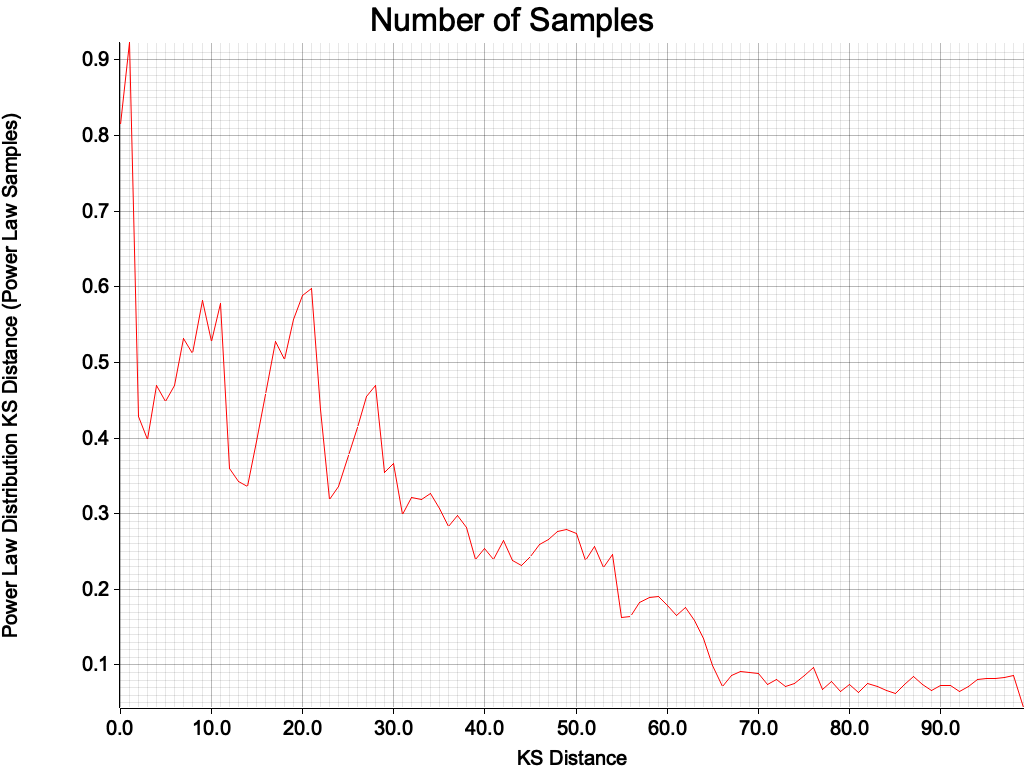 Number of Samples
Power Law Distribution KS Distance (Power Law Samples)
0.9
0.8
0.7
0.6
0.5
0.4
0.3
0.2
0.1
0.0 10.0 20.0 30.0 40.0 50.0 60.0 70.0 80.0 90.0
KS Distance